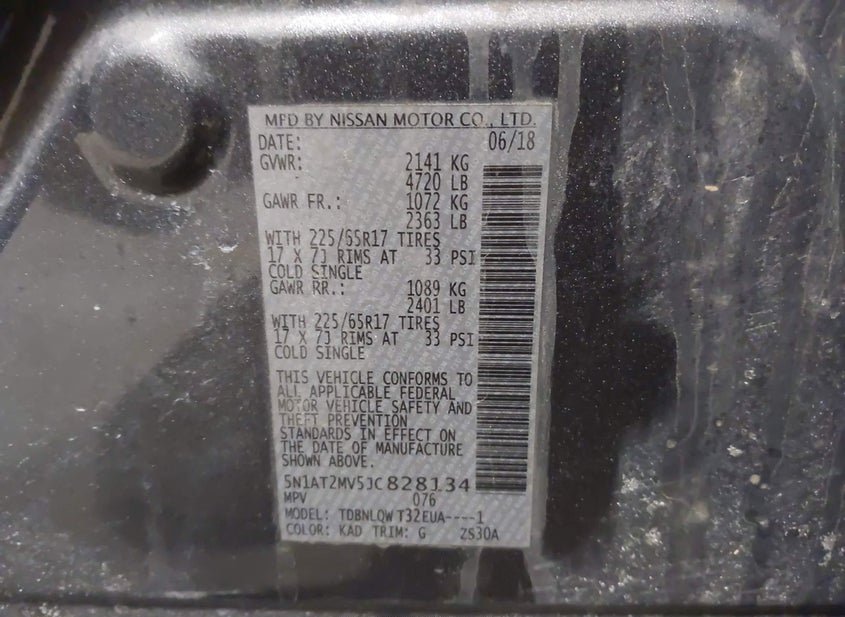 MFD BY NISSAN MOTOR CO., LTD.
DATE: 06/18
GVWR: 2141 KG
4720 LB
GAWR FR.: 1072 KG
2363 LB
WITH 225/65R17 TIRES
17 X 7J RIMS AT 33 PSI
COLD SINGLE
GAWR RR.: 1089 KG
2401 LB
WITH 225/65R17 TIRES
17 X 7J RIMS AT 33 PSI
COLD SINGLE
THIS VEHICLE CONFORMS TO
ALL APPLICABLE FEDERAL
MOTOR VEHICLE SAFETY AND
THEFT PREVENTION
STANDARDS IN EFFECT ON
THE DATE OF MANUFACTURE
SHOWN ABOVE.
5N1AT2MV5JC828134
MPV 076
MODEL: TDBNLQW T32EUA----1
COLOR: KAD TRIM: G ZS30A